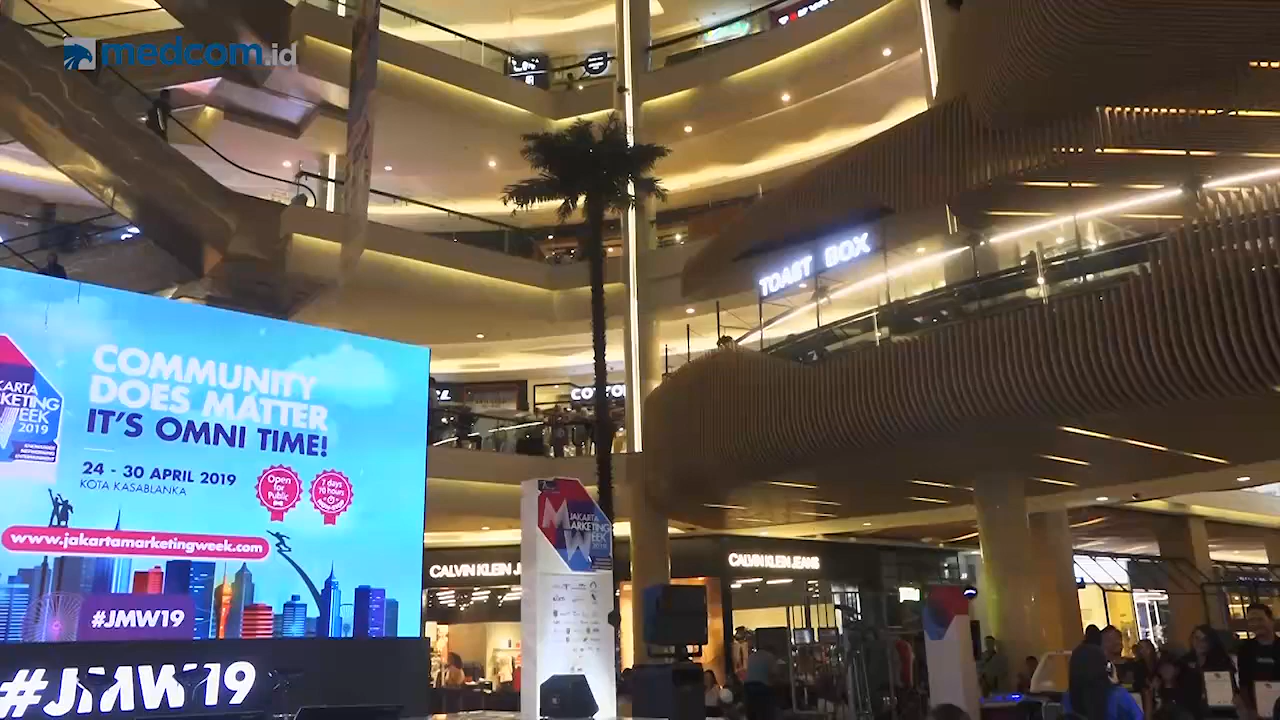 medcom.id
TOAST BOX
COMMUNITY
DOES MATTER
IT'S OMNI TIME!
24 - 30 APRIL 2019
KOTA KASABLANKA
Open
for
Public
7 days
70 hours
www.jakartamarketingweek.com
#JMW19
#JMW19
2019
JAKARTA
MARKETING
WEEK
2019
CALVIN KLEIN J
CALVIN KLEIN JEANS